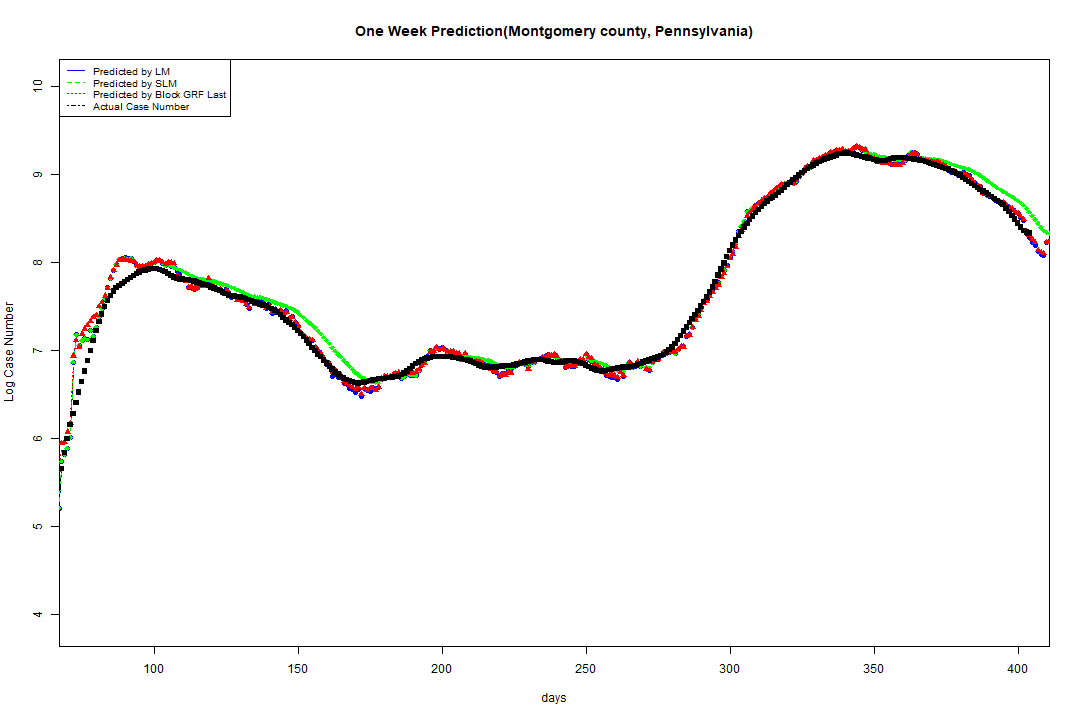 One Week Prediction(Montgomery county, Pennsylvania)
Predicted by LM
Predicted by SLM
Predicted by Block GRF Last
Actual Case Number
10
9
8
7
6
5
4
Log Case Number
100 150 200 250 300 350 400
days